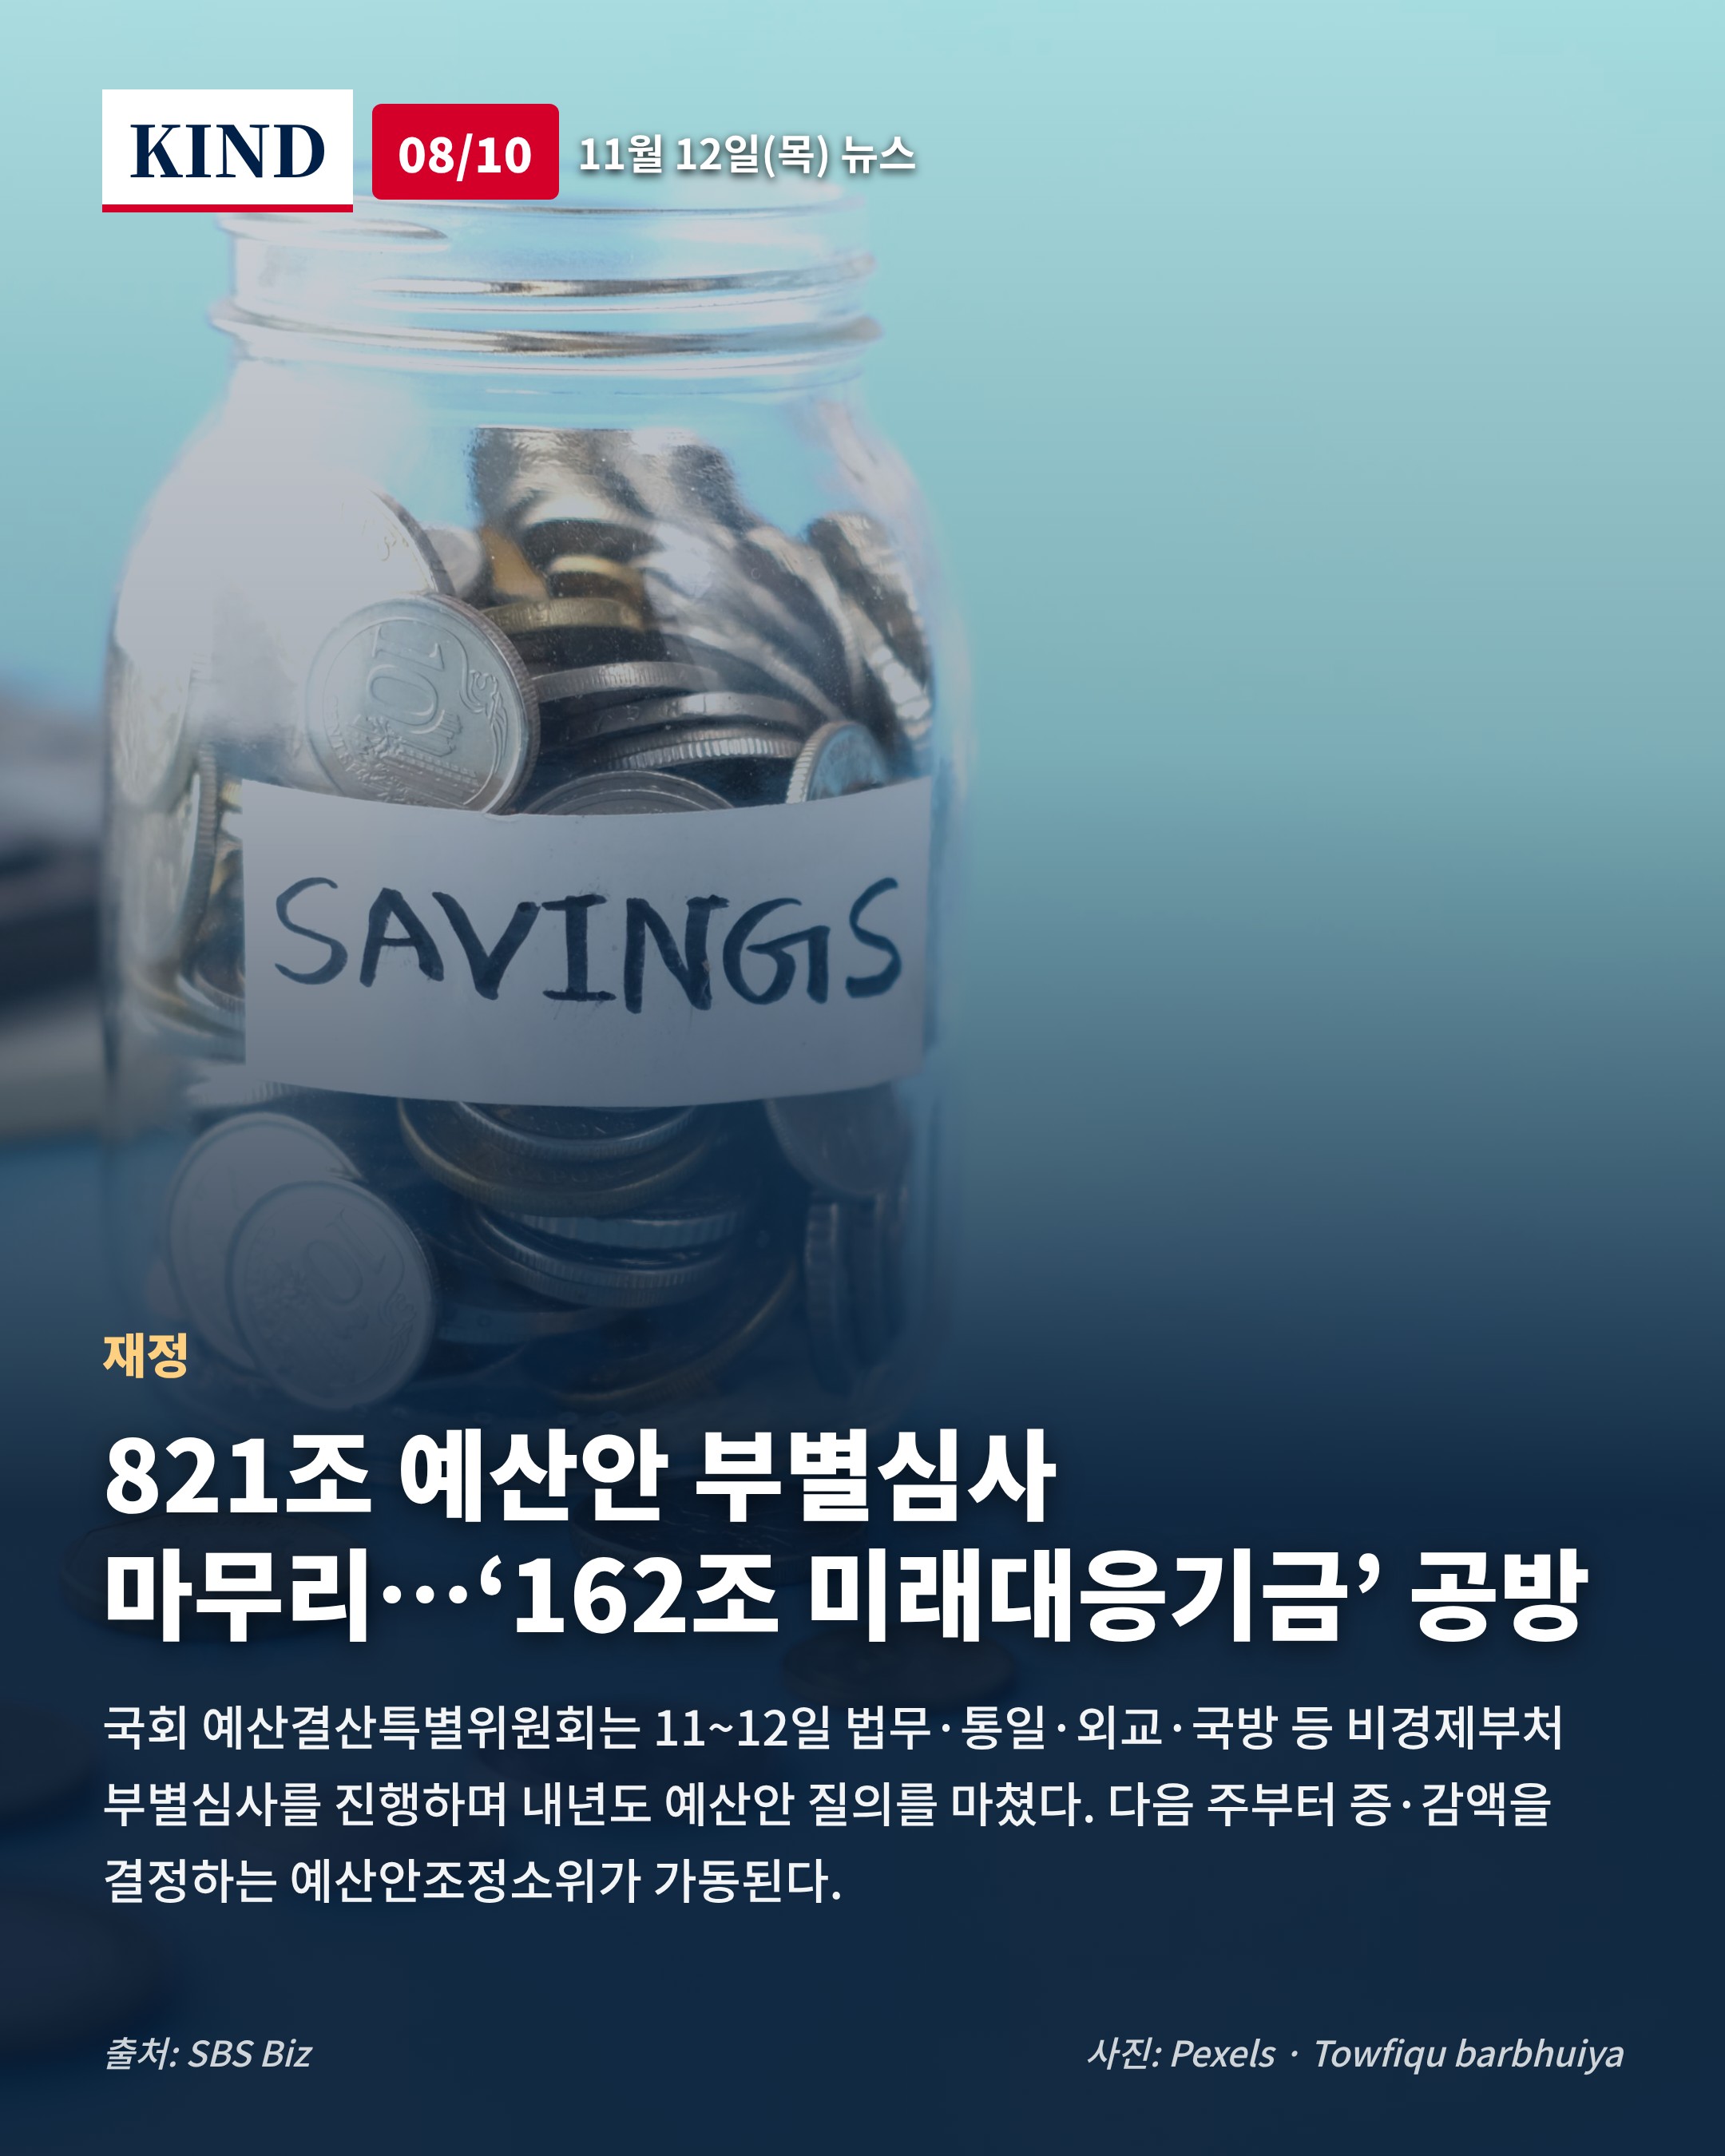 KIND
08/10
11월 12일(목) 뉴스
SAVINGS
재정
821조 예산안 부별심사
마무리…‘162조 미래대응기금’ 공방
국회 예산결산특별위원회는 11~12일 법무·통일·외교·국방 등 비경제부처
부별심사를 진행하며 내년도 예산안 질의를 마쳤다. 다음 주부터 증·감액을
결정하는 예산안조정소위가 가동된다.
출처: SBS Biz
사진: Pexels · Towfiqu barbhuiya